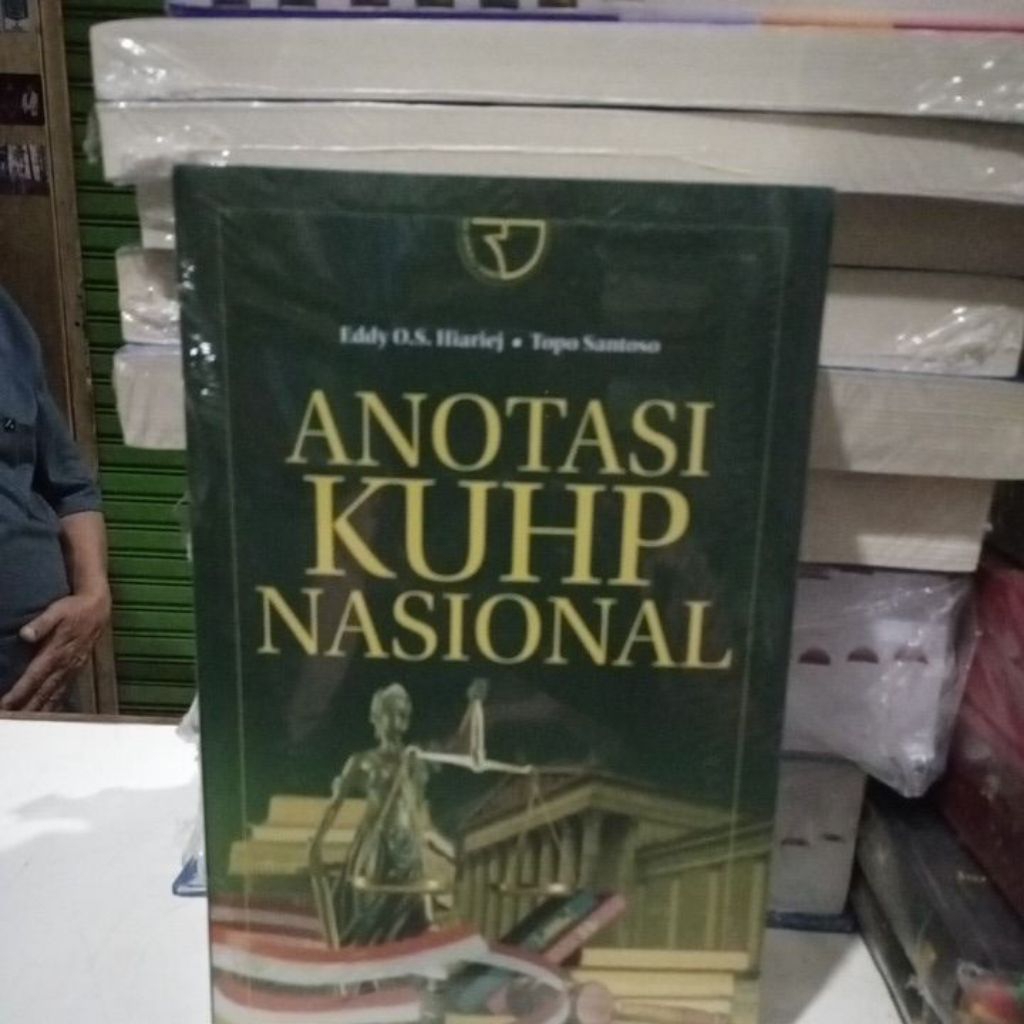 Eddy O.S. Hiariej • Topo Santoso
ANOTASI
KUHP
NASIONAL